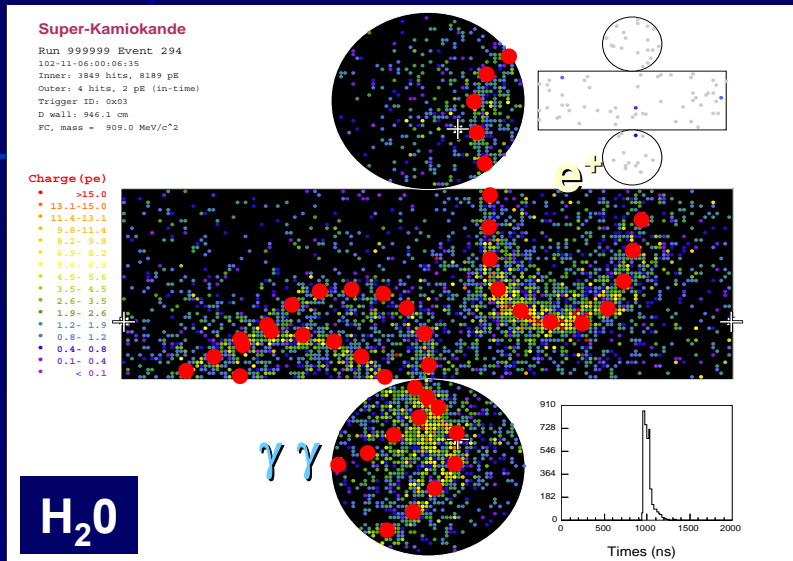 Super-Kamiokande
Run 999999 Event 294
102-11-06:00:06:35
Inner: 3849 hits, 8189 pE
Outer: 4 hits, 2 pE (in-time)
Trigger ID: 0x03
D wall: 946.1 cm
FC, mass = 909.0 MeV/c^2
e+
Charge(pe)
>15.0
13.1-15.0
11.4-13.1
9.8-11.4
8.2- 9.8
6.9- 8.2
5.6- 6.9
4.5- 5.6
3.5- 4.5
2.6- 3.5
1.9- 2.6
1.2- 1.9
0.8- 1.2
0.4- 0.8
0.1- 0.4
< 0.1
γ γ
H20
910
728
546
364
182
0
0 500 1000 1500 2000
Times (ns)